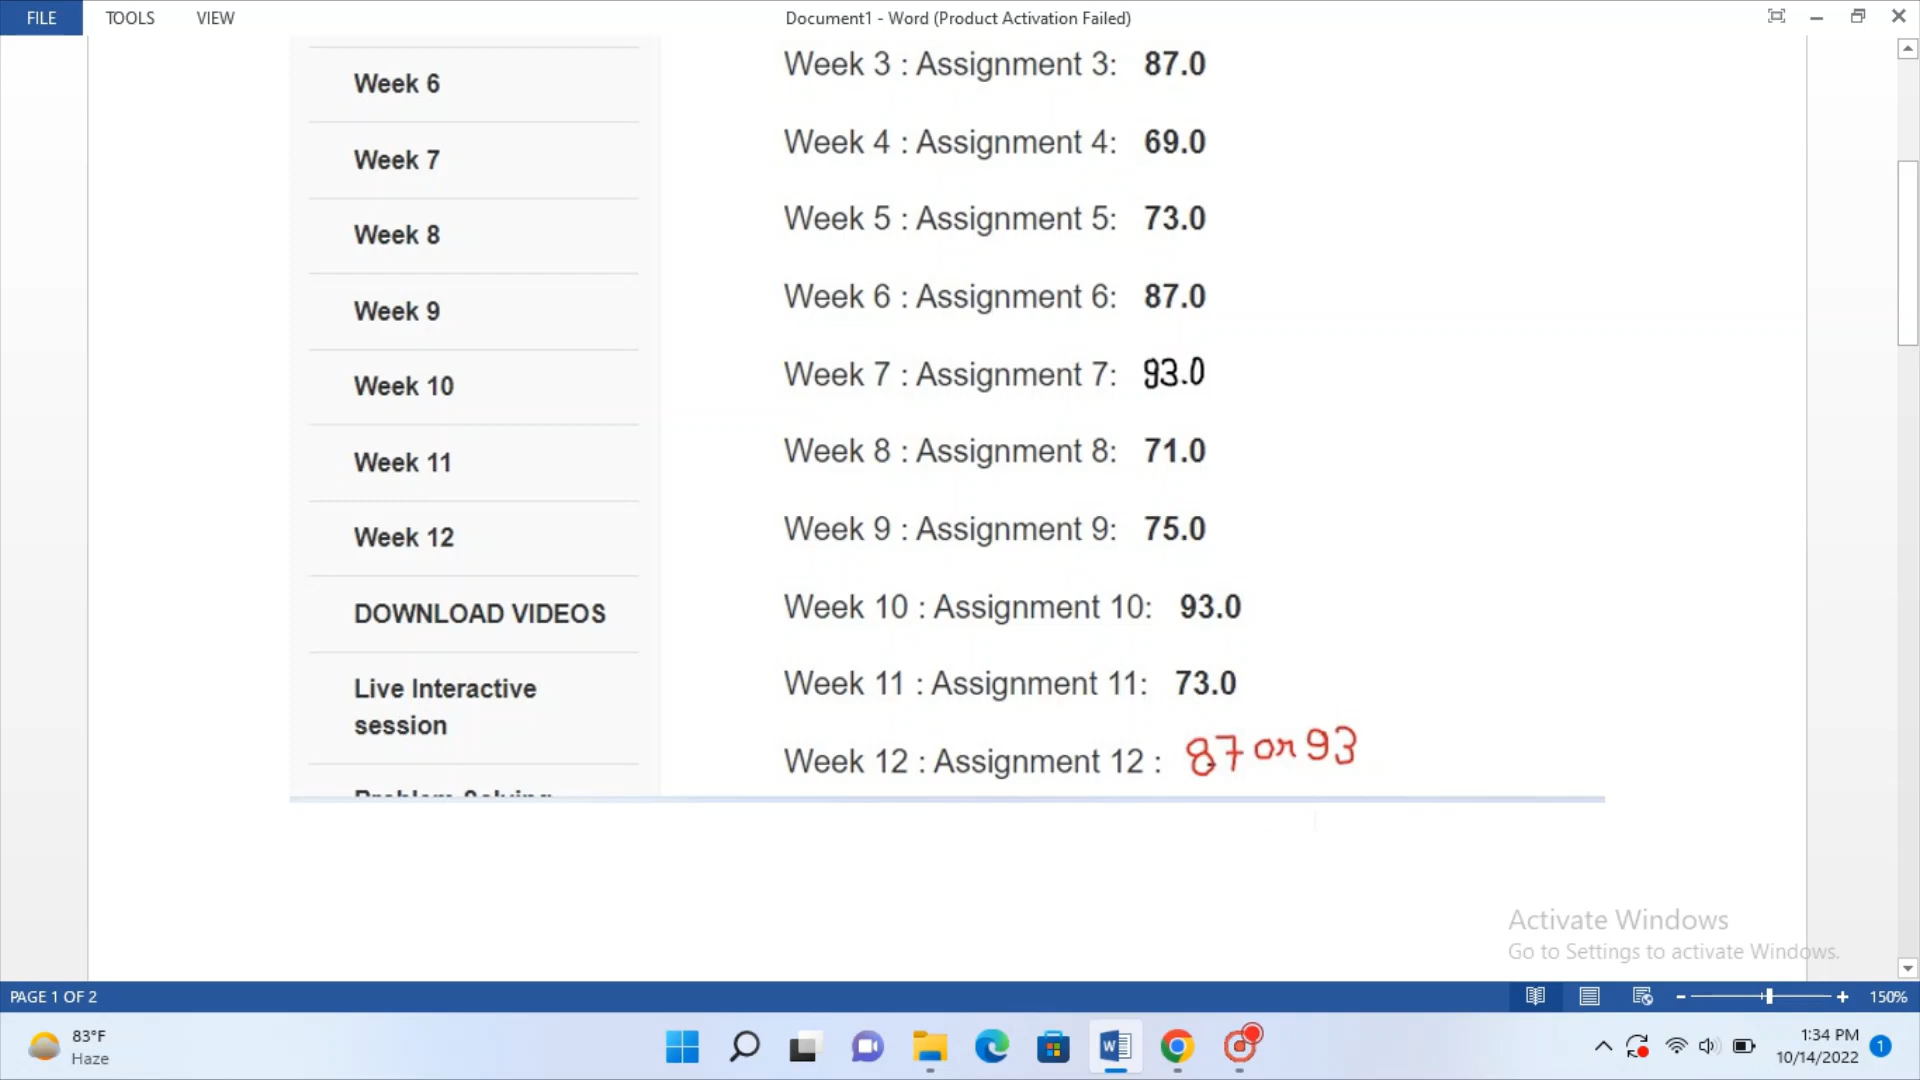 FILE TOOLS VIEW Document1 - Word (Product Activation Failed)
Week 6
Week 7
Week 8
Week 9
Week 10
Week 11
Week 12
DOWNLOAD VIDEOS
Live Interactive
session
Week 3 : Assignment 3: 87.0
Week 4 : Assignment 4: 69.0
Week 5 : Assignment 5: 73.0
Week 6 : Assignment 6: 87.0
Week 7 : Assignment 7: 93.0
Week 8 : Assignment 8: 71.0
Week 9 : Assignment 9: 75.0
Week 10 : Assignment 10: 93.0
Week 11 : Assignment 11: 73.0
Week 12 : Assignment 12 : 87 or 93
Activate Windows
Go to Settings to activate Windows.
PAGE 1 OF 2 150%
83°F
Haze
1:34 PM
10/14/2022
1